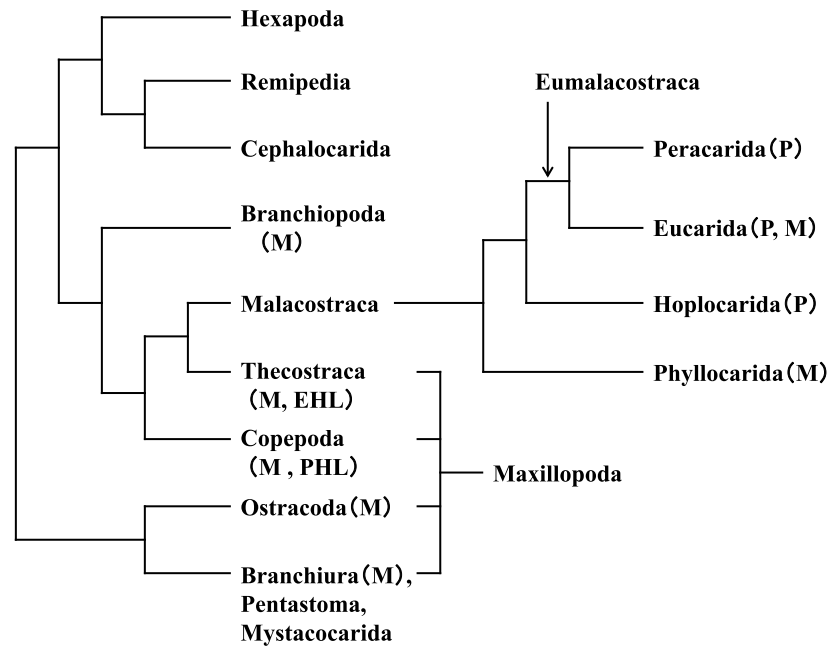 Hexapoda
Remipedia
Cephalocarida
Branchiopoda
(M)
Malacostraca
Thecostraca
(M, EHL)
Copepoda
(M , PHL)
Ostracoda(M)
Branchiura(M),
Pentastoma,
Mystacocarida
Maxillopoda
Eumalacostraca
Peracarida(P)
Eucarida(P, M)
Hoplocarida(P)
Phyllocarida(M)